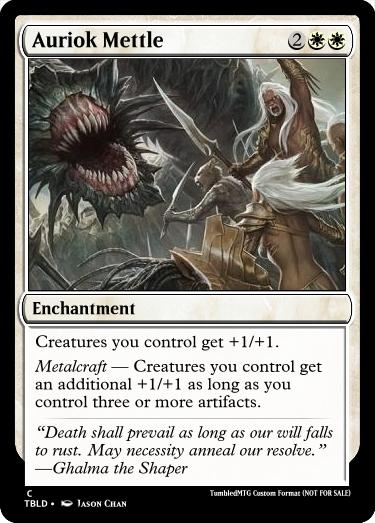 Auriok Mettle 2
Enchantment
Creatures you control get +1/+1.
Metalcraft — Creatures you control get
an additional +1/+1 as long as you
control three or more artifacts.
“Death shall prevail as long as our will falls
to rust. May necessity anneal our resolve.”
—Ghalma the Shaper
C
TBLD • Jason Chan
TumbledMTG Custom Format (NOT FOR SALE)